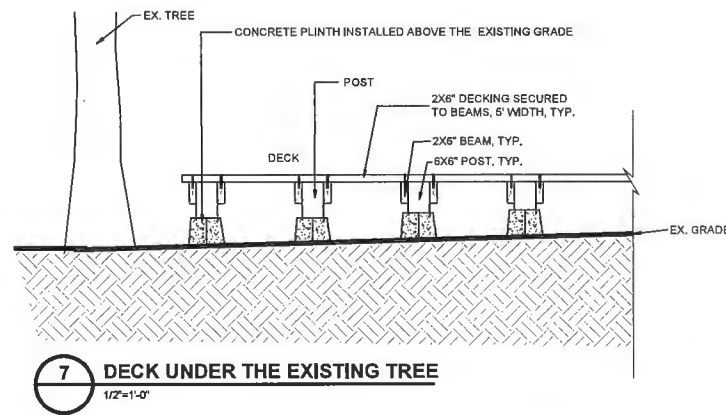 EX. TREE
CONCRETE PLINTH INSTALLED ABOVE THE EXISTING GRADE
POST
2X6" DECKING SECURED
TO BEAMS, 5' WIDTH, TYP.
DECK
2X6" BEAM, TYP.
6X6" POST, TYP.
EX. GRADE
7
DECK UNDER THE EXISTING TREE
1/2"=1'-0"